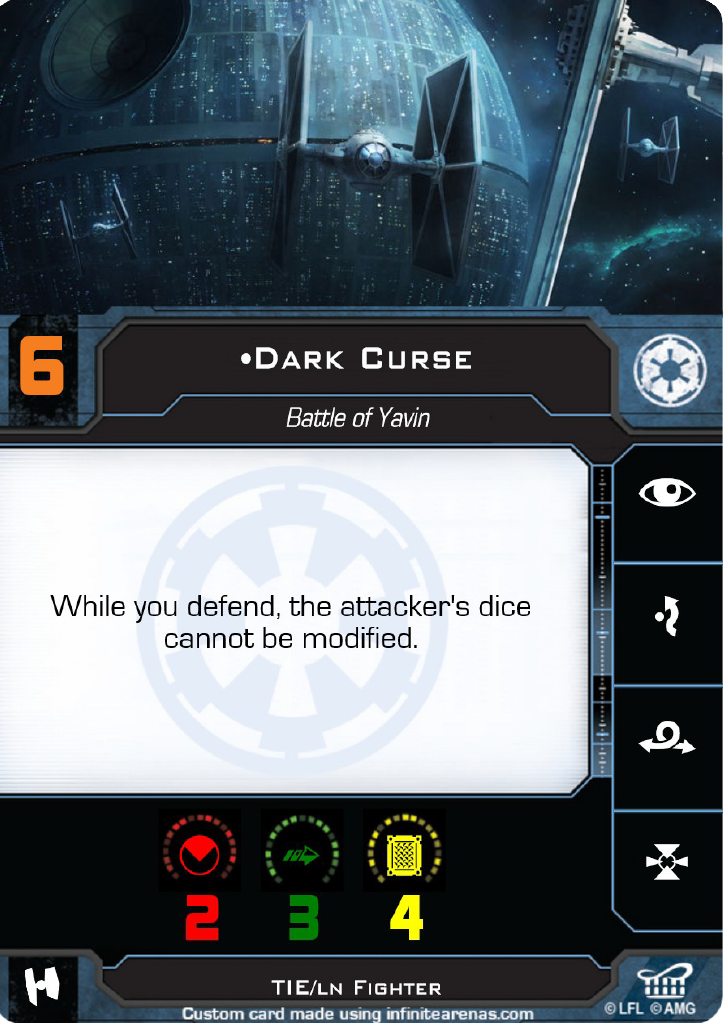 6
•Dark Curse
Battle of Yavin
While you defend, the attacker's dice
cannot be modified.
2 3 4
TIE/ln Fighter
© LFL © AMG
Custom card made using infinitearenas.com